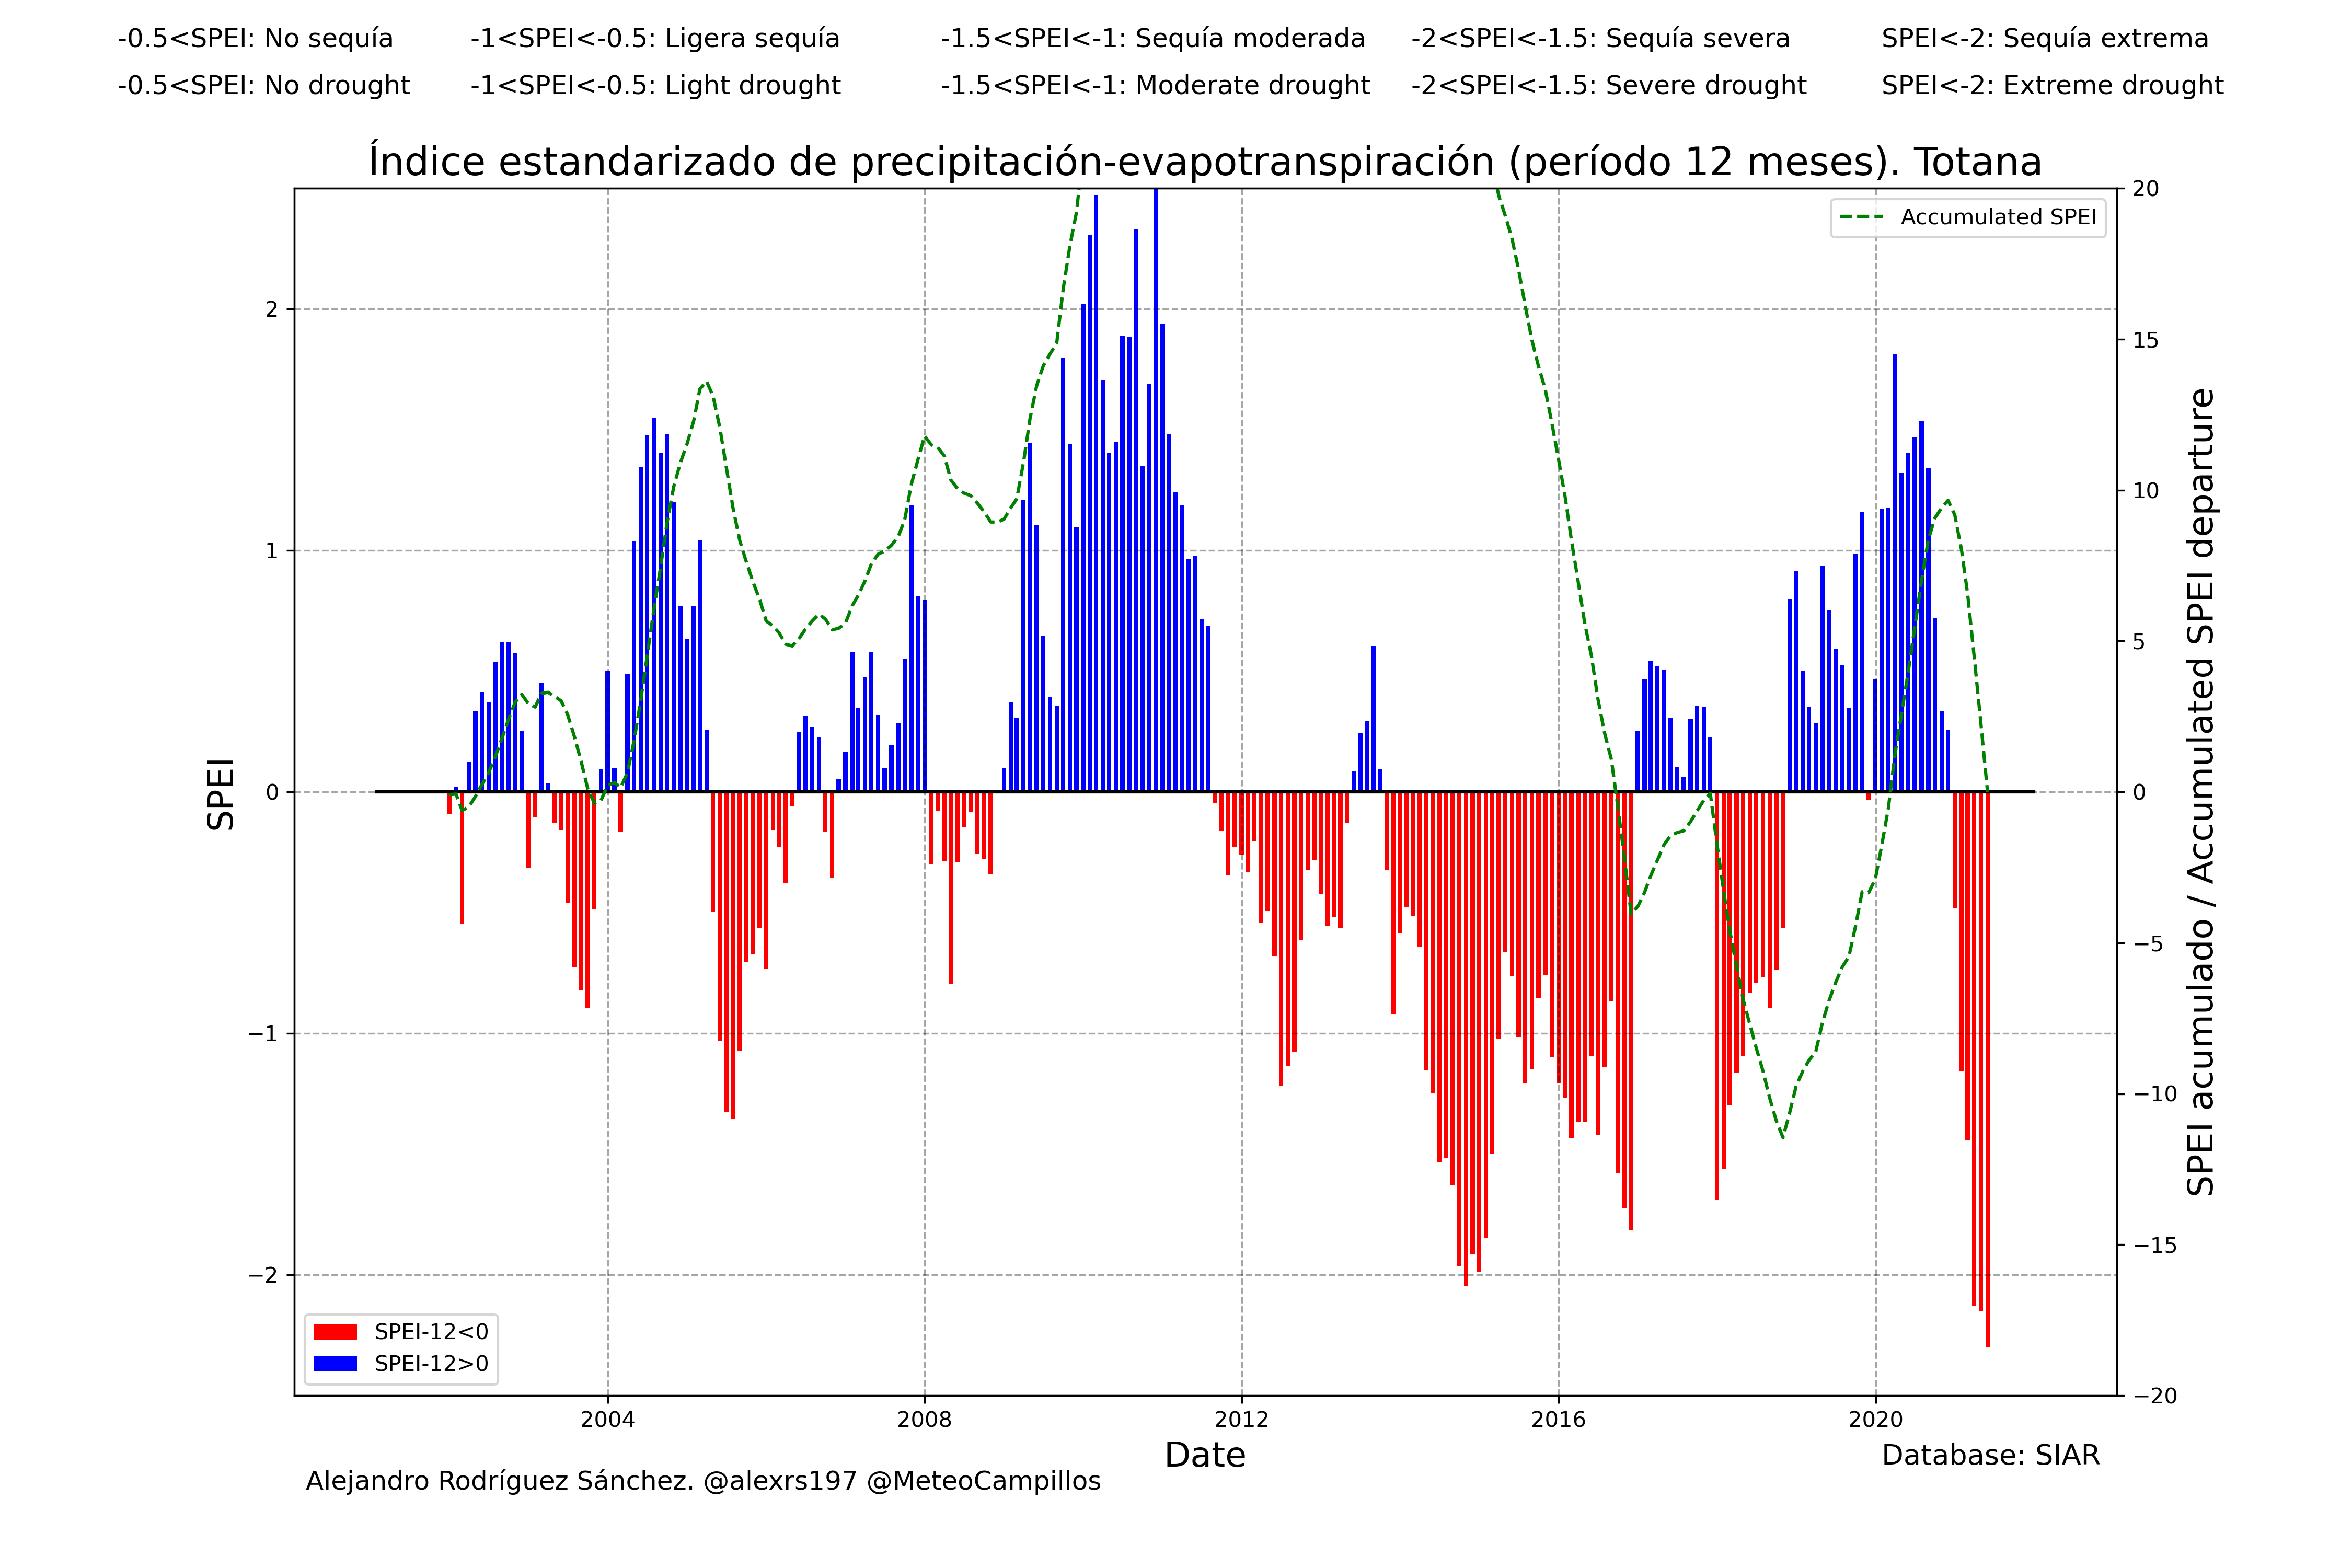 -0.5<SPEI: No sequía -1<SPEI<-0.5: Ligera sequía -1.5<SPEI<-1: Sequía moderada -2<SPEI<-1.5: Sequía severa SPEI<-2: Sequía extrema
-0.5<SPEI: No drought -1<SPEI<-0.5: Light drought -1.5<SPEI<-1: Moderate drought -2<SPEI<-1.5: Severe drought SPEI<-2: Extreme drought
Índice estandarizado de precipitación-evapotranspiración (período 12 meses). Totana
Accumulated SPEI
SPEI
2
1
0
−1
−2
20
15
10
5
0
−5
−10
−15
−20
SPEI acumulado / Accumulated SPEI departure
SPEI-12<0
SPEI-12>0
2004 2008 2012 2016 2020
Date
Database: SIAR
Alejandro Rodríguez Sánchez. @alexrs197 @MeteoCampillos